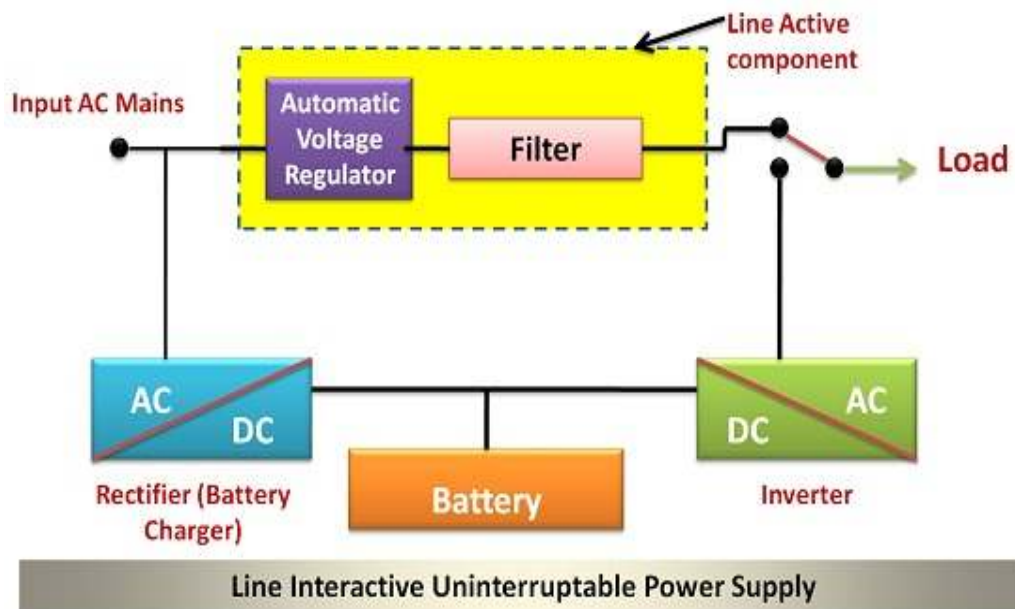 Line Active
component
Input AC Mains
Automatic
Voltage
Regulator
Filter
Load
AC
DC
AC
DC
Rectifier (Battery
Charger)
Battery
Inverter
Line Interactive Uninterruptable Power Supply